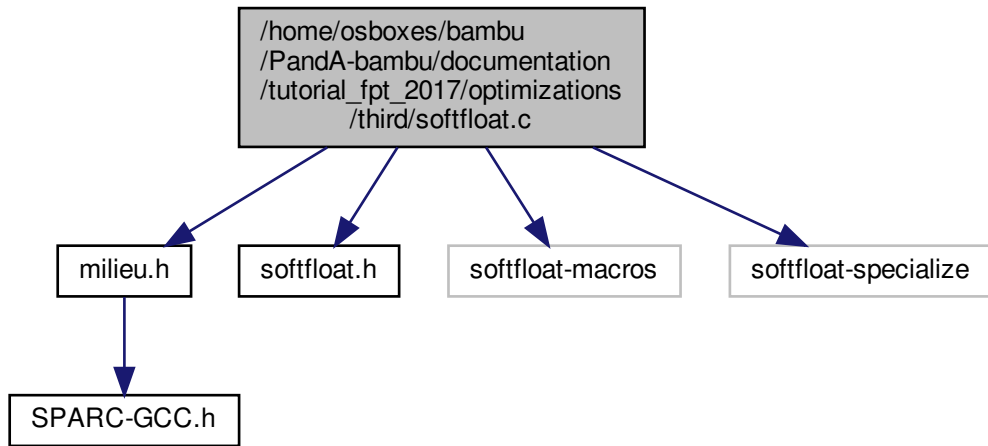 /home/osboxes/bambu
/PandA-bambu/documentation
/tutorial_fpt_2017/optimizations
/third/softfloat.c
milieu.h
softfloat.h
softfloat-macros
softfloat-specialize
SPARC-GCC.h